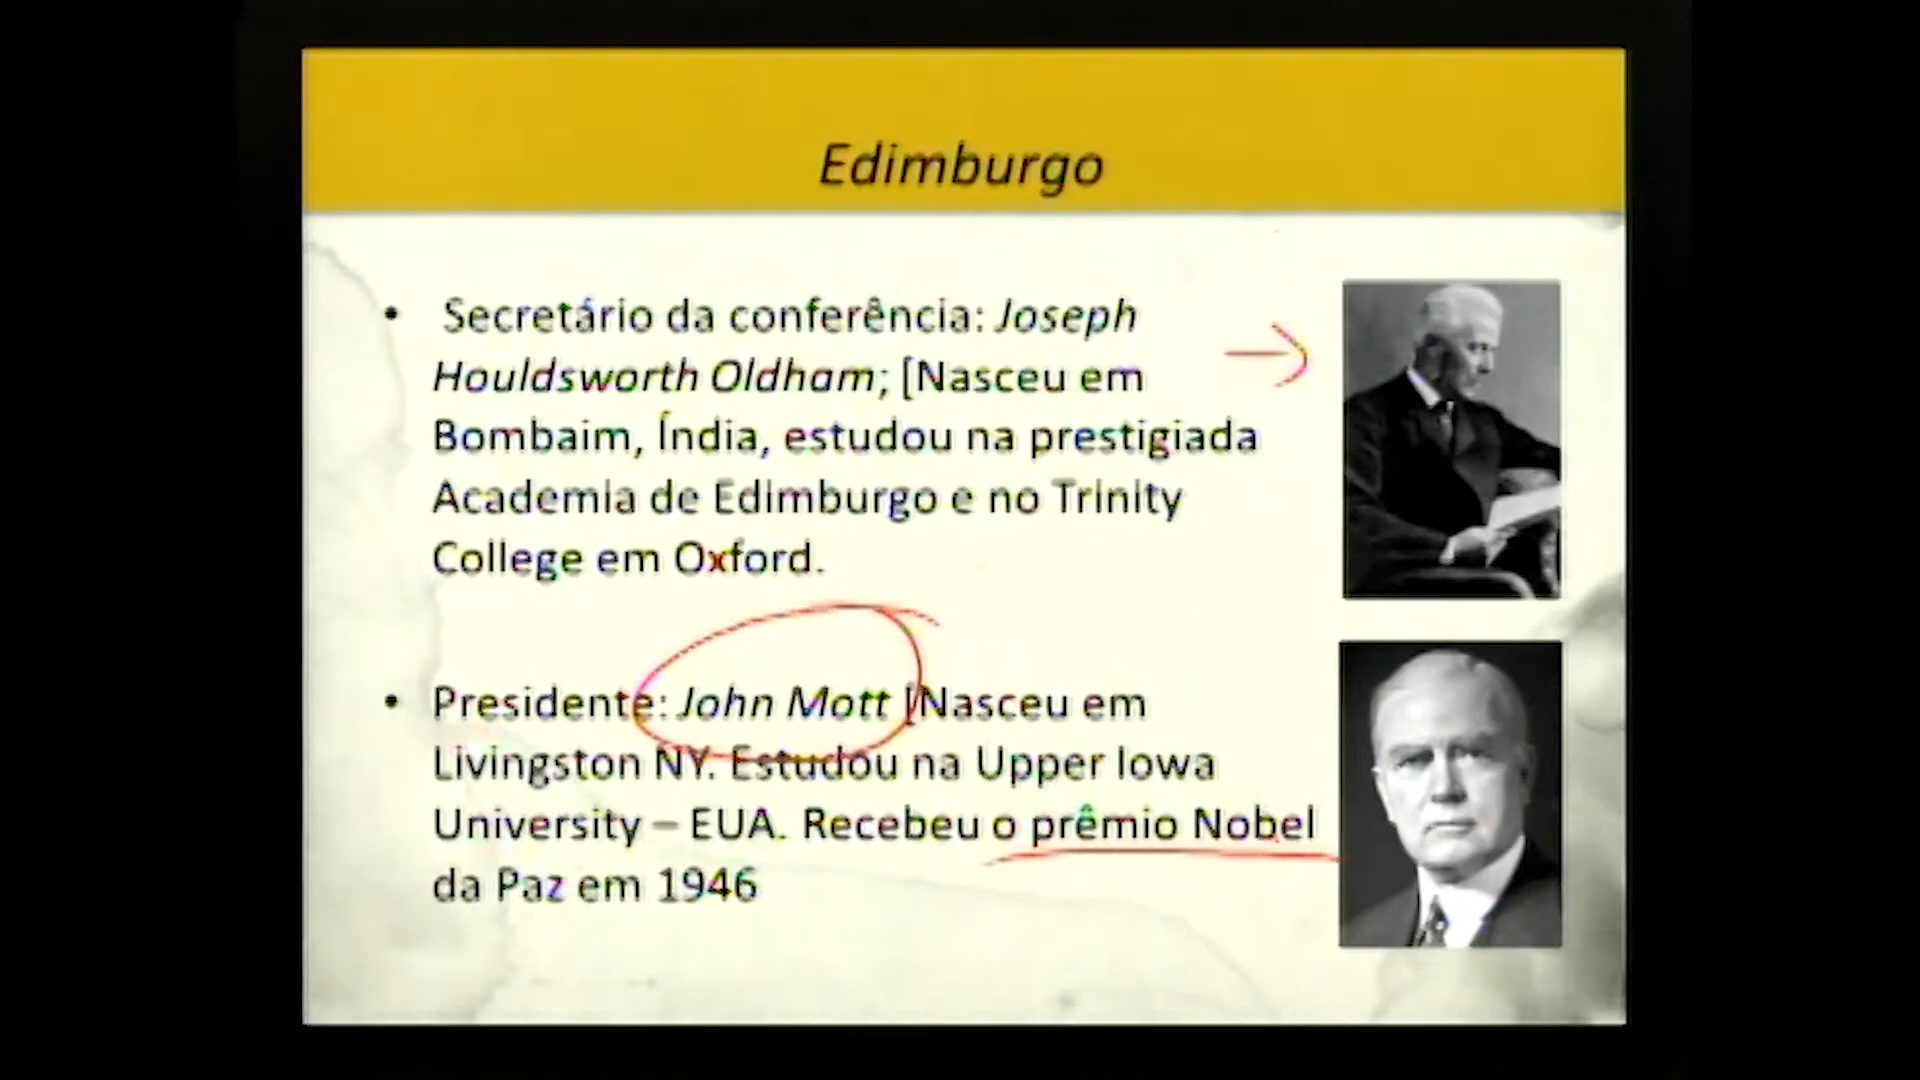 Edimburgo
• Secretário da conferência: Joseph
Houldsworth Oldham; [Nasceu em
Bombaim, Índia, estudou na prestigiada
Academia de Edimburgo e no Trinity
College em Oxford.
• Presidente: John Mott [Nasceu em
Livingston NY. Estudou na Upper Iowa
University – EUA. Recebeu o prêmio Nobel
da Paz em 1946